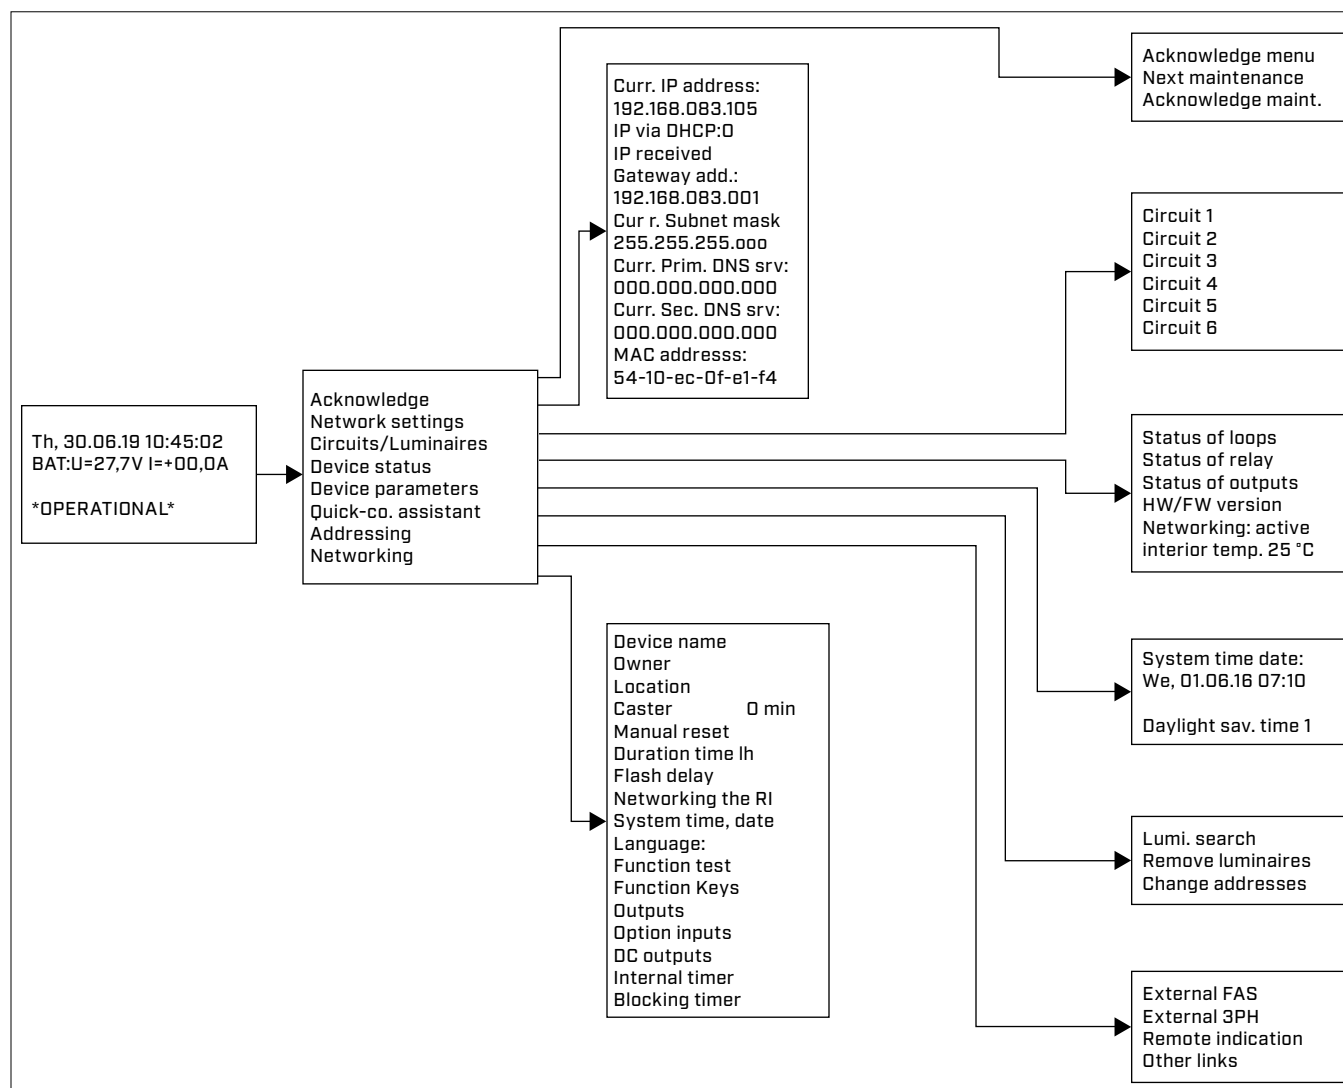 Th, 30.06.19 10:45:02
BAT:U=27,7V I=+00,0A
*OPERATIONAL*
Acknowledge
Network settings
Circuits/Luminaires
Device status
Device parameters
Quick-co. assistant
Addressing
Networking
Curr. IP address:
192.168.083.105
IP via DHCP:0
IP received
Gateway add.:
192.168.083.001
Cur r. Subnet mask
255.255.255.ooo
Curr. Prim. DNS srv:
000.000.000.000
Curr. Sec. DNS srv:
000.000.000.000
MAC addresss:
54-10-ec-0f-e1-f4
Device name
Owner
Location
Caster 0 min
Manual reset
Duration time lh
Flash delay
Networking the RI
System time, date
Language:
Function test
Function Keys
Outputs
Option inputs
DC outputs
Internal timer
Blocking timer
Acknowledge menu
Next maintenance
Acknowledge maint.
Circuit 1
Circuit 2
Circuit 3
Circuit 4
Circuit 5
Circuit 6
Status of loops
Status of relay
Status of outputs
HW/FW version
Networking: active
interior temp. 25 °C
System time date:
We, 01.06.16 07:10
Daylight sav. time 1
Lumi. search
Remove luminaires
Change addresses
External FAS
External 3PH
Remote indication
Other links